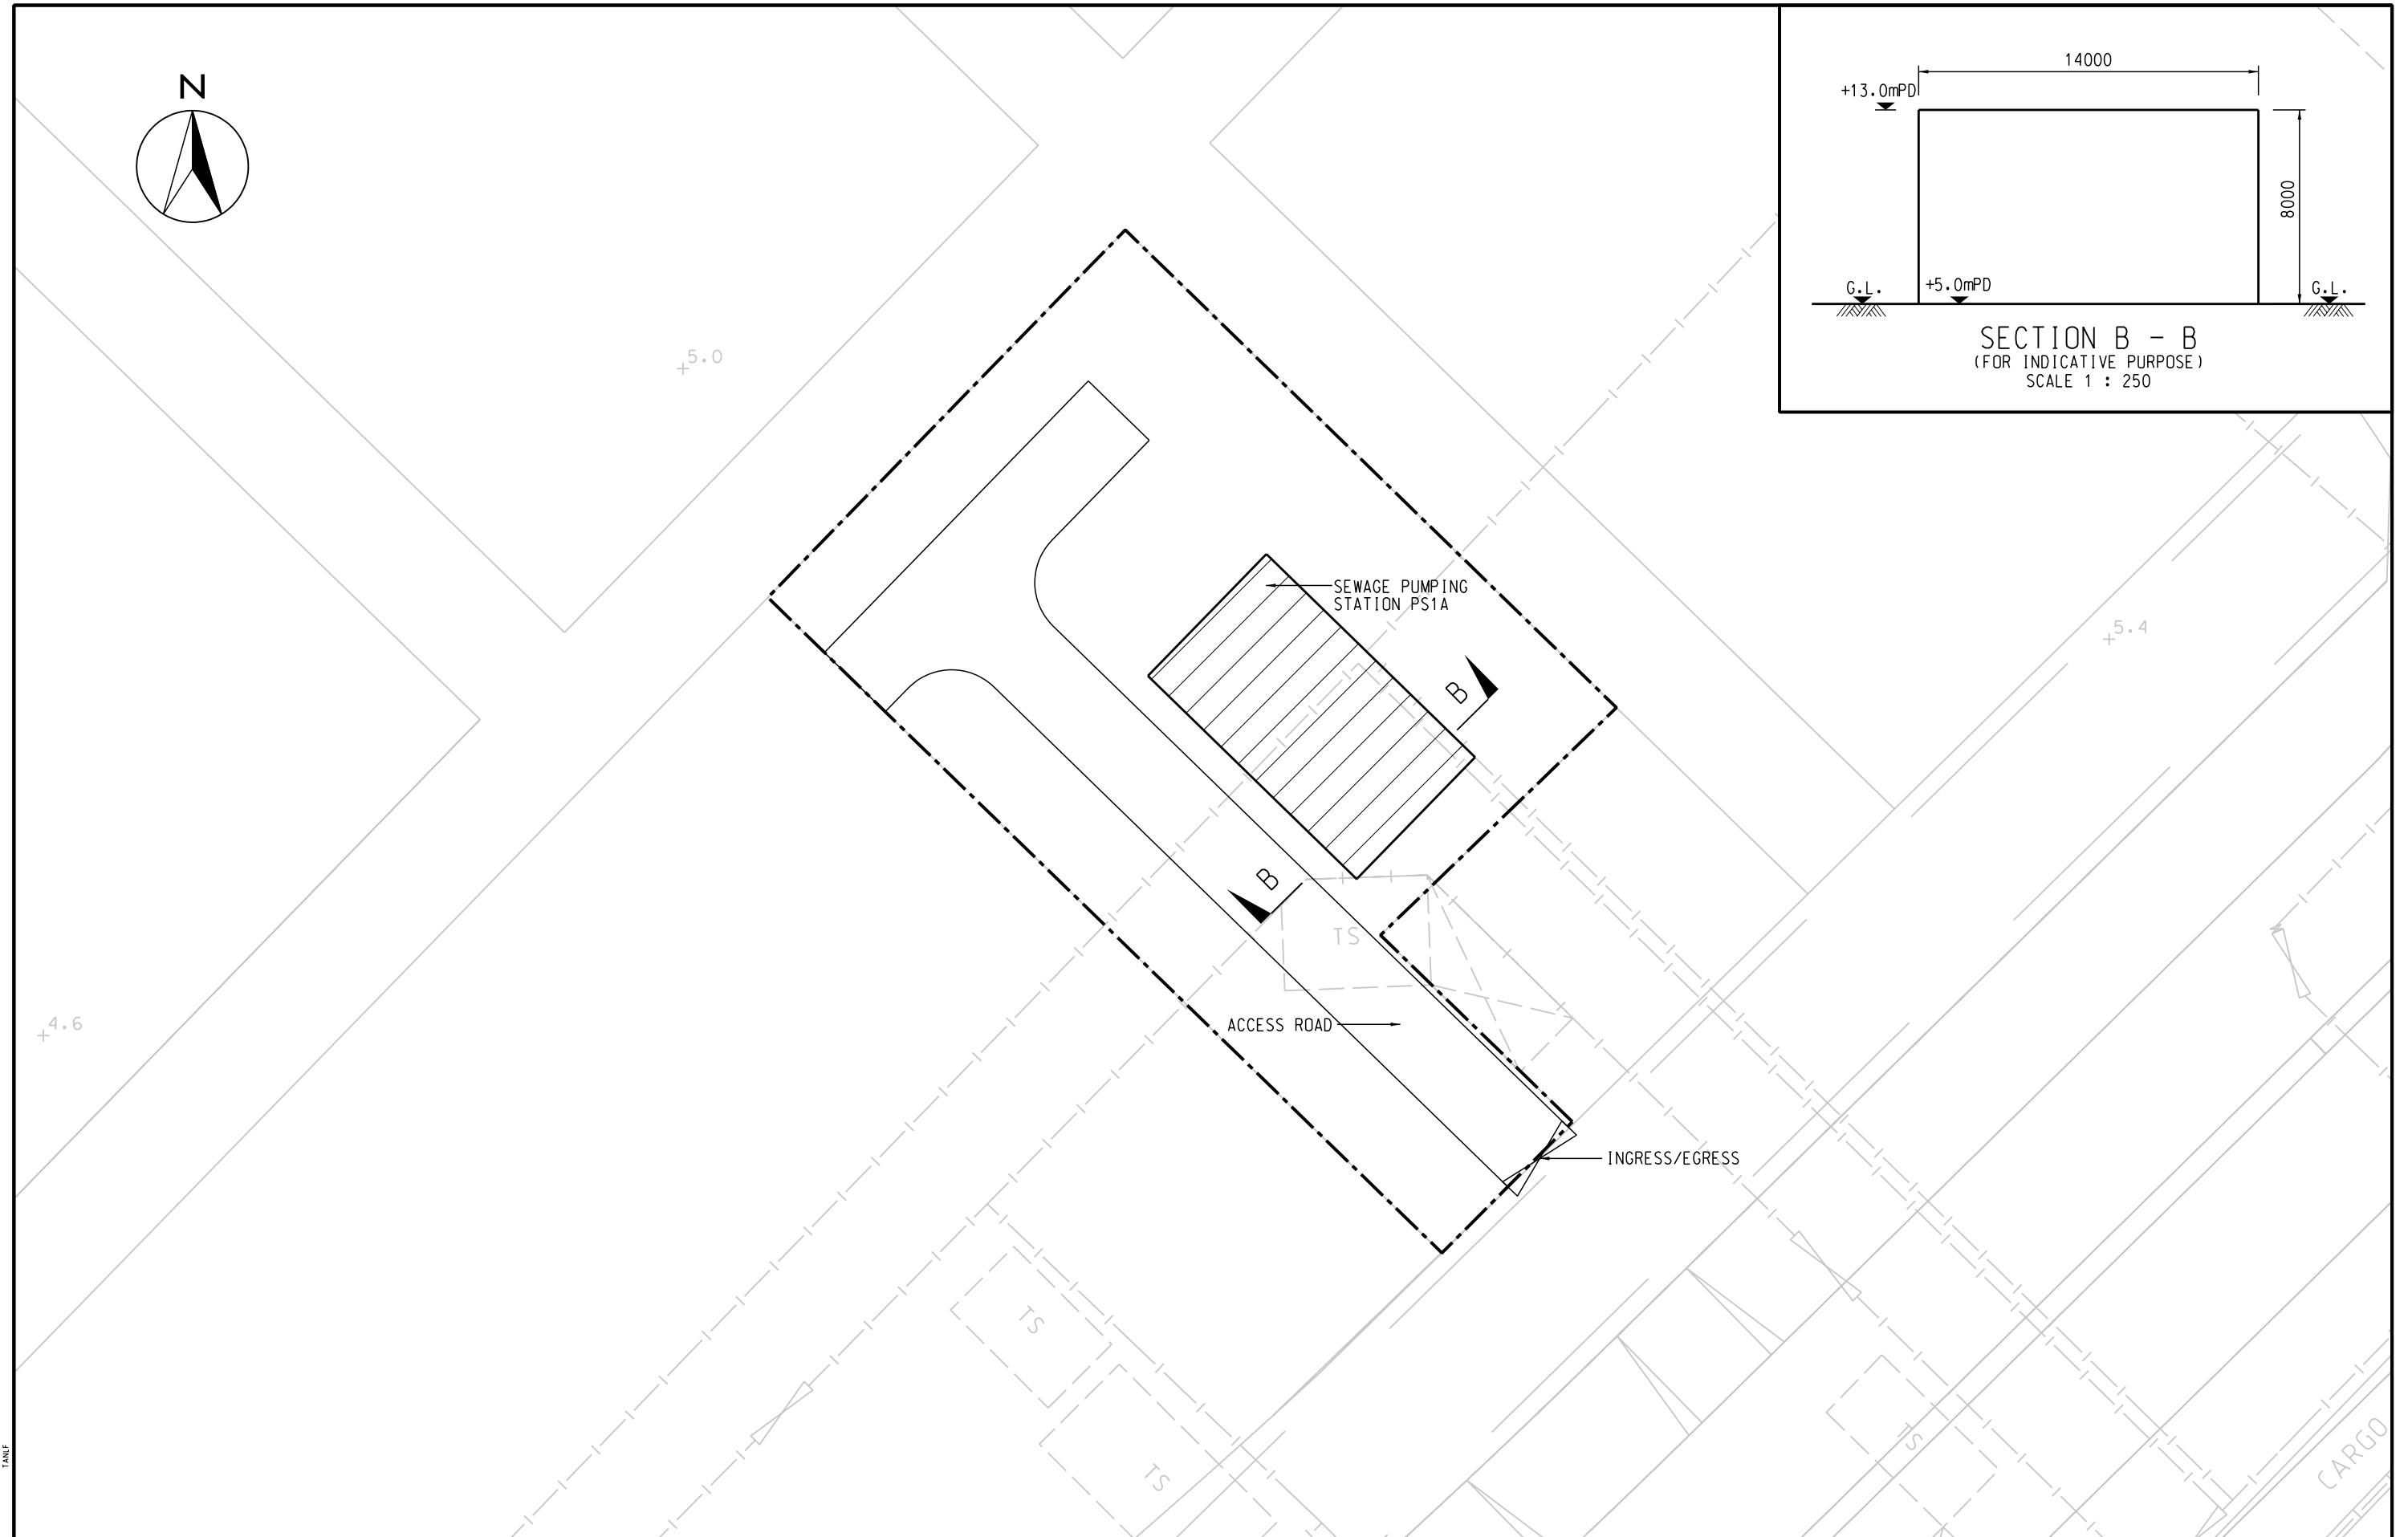 N
14000
+13.0mPD
8000
G.L.
+5.0mPD
G.L.
SECTION B - B
(FOR INDICATIVE PURPOSE)
SCALE 1 : 250
+5.0
SEWAGE PUMPING
STATION PS1A
+5.4
B
B
TS
+4.6
ACCESS ROAD
INGRESS/EGRESS
TS
TS
TS
CARGO
TANLF